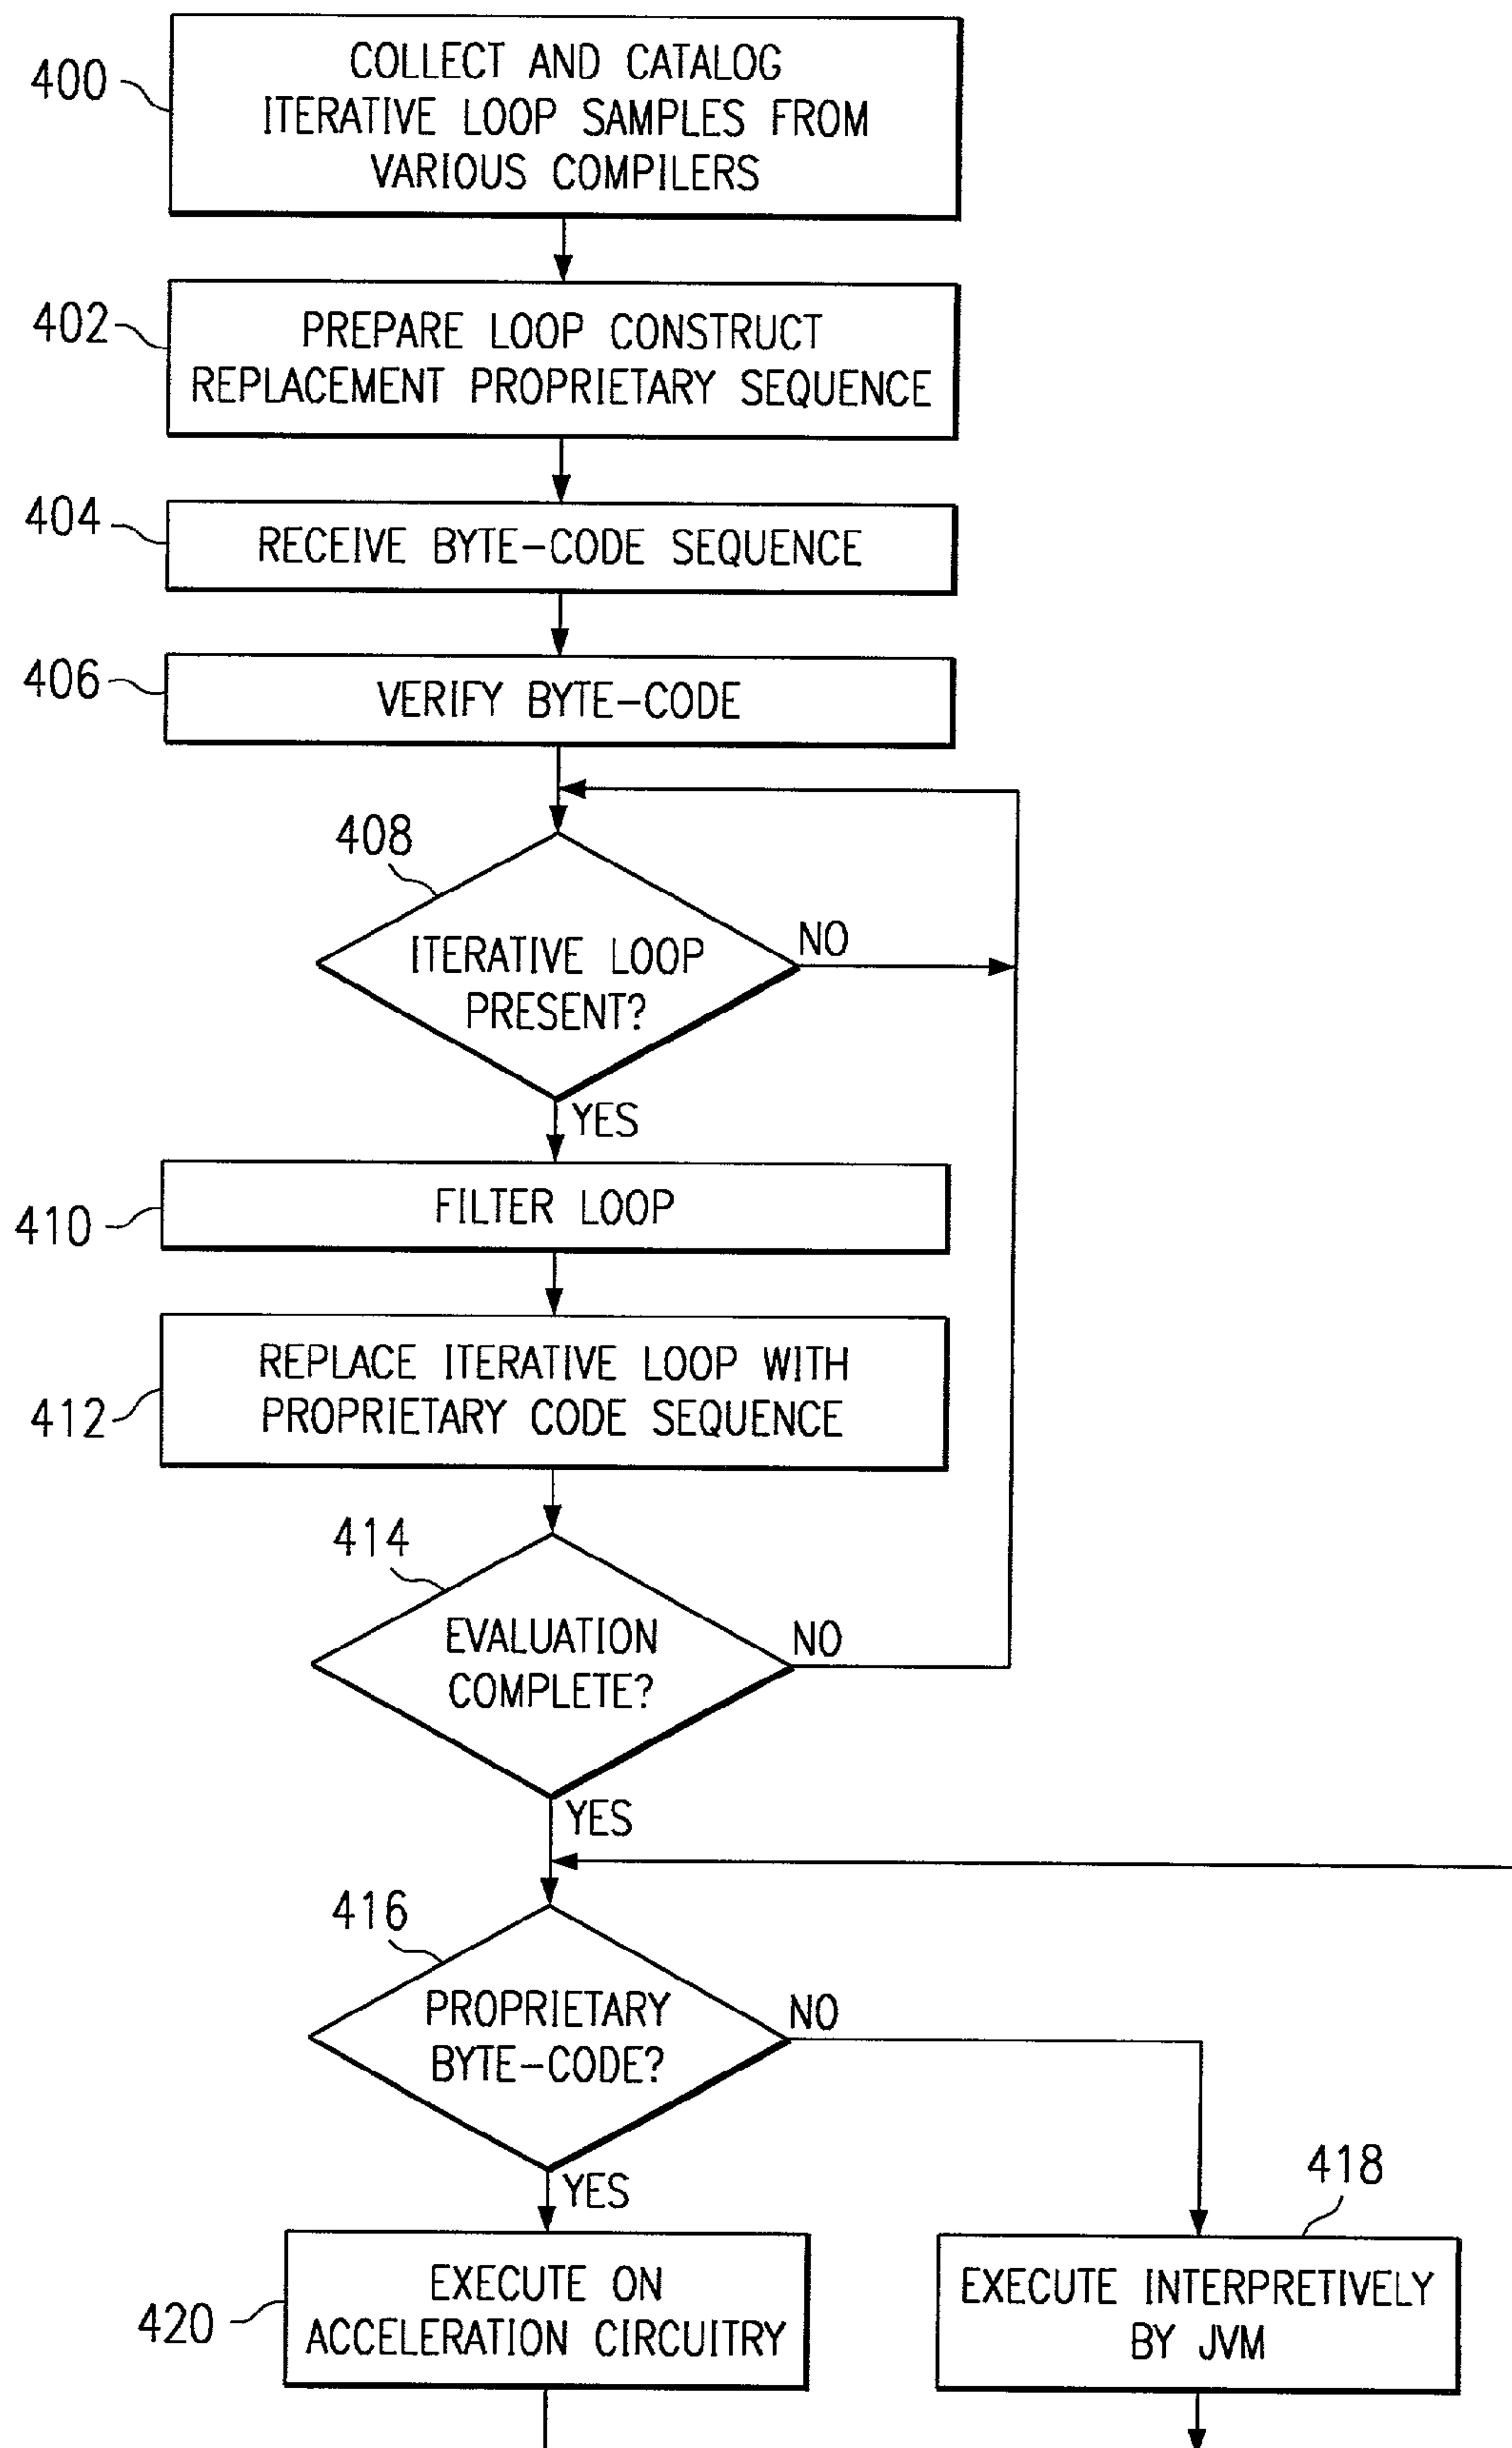 400
COLLECT AND CATALOG
ITERATIVE LOOP SAMPLES FROM
VARIOUS COMPILERS
402
PREPARE LOOP CONSTRUCT
REPLACEMENT PROPRIETARY SEQUENCE
404
RECEIVE BYTE-CODE SEQUENCE
406
VERIFY BYTE-CODE
408
ITERATIVE LOOP
PRESENT?
NO
YES
410
FILTER LOOP
412
REPLACE ITERATIVE LOOP WITH
PROPRIETARY CODE SEQUENCE
414
EVALUATION
COMPLETE?
NO
YES
416
PROPRIETARY
BYTE-CODE?
NO
YES
418
420
EXECUTE ON
ACCELERATION CIRCUITRY
EXECUTE INTERPRETIVELY
BY JVM